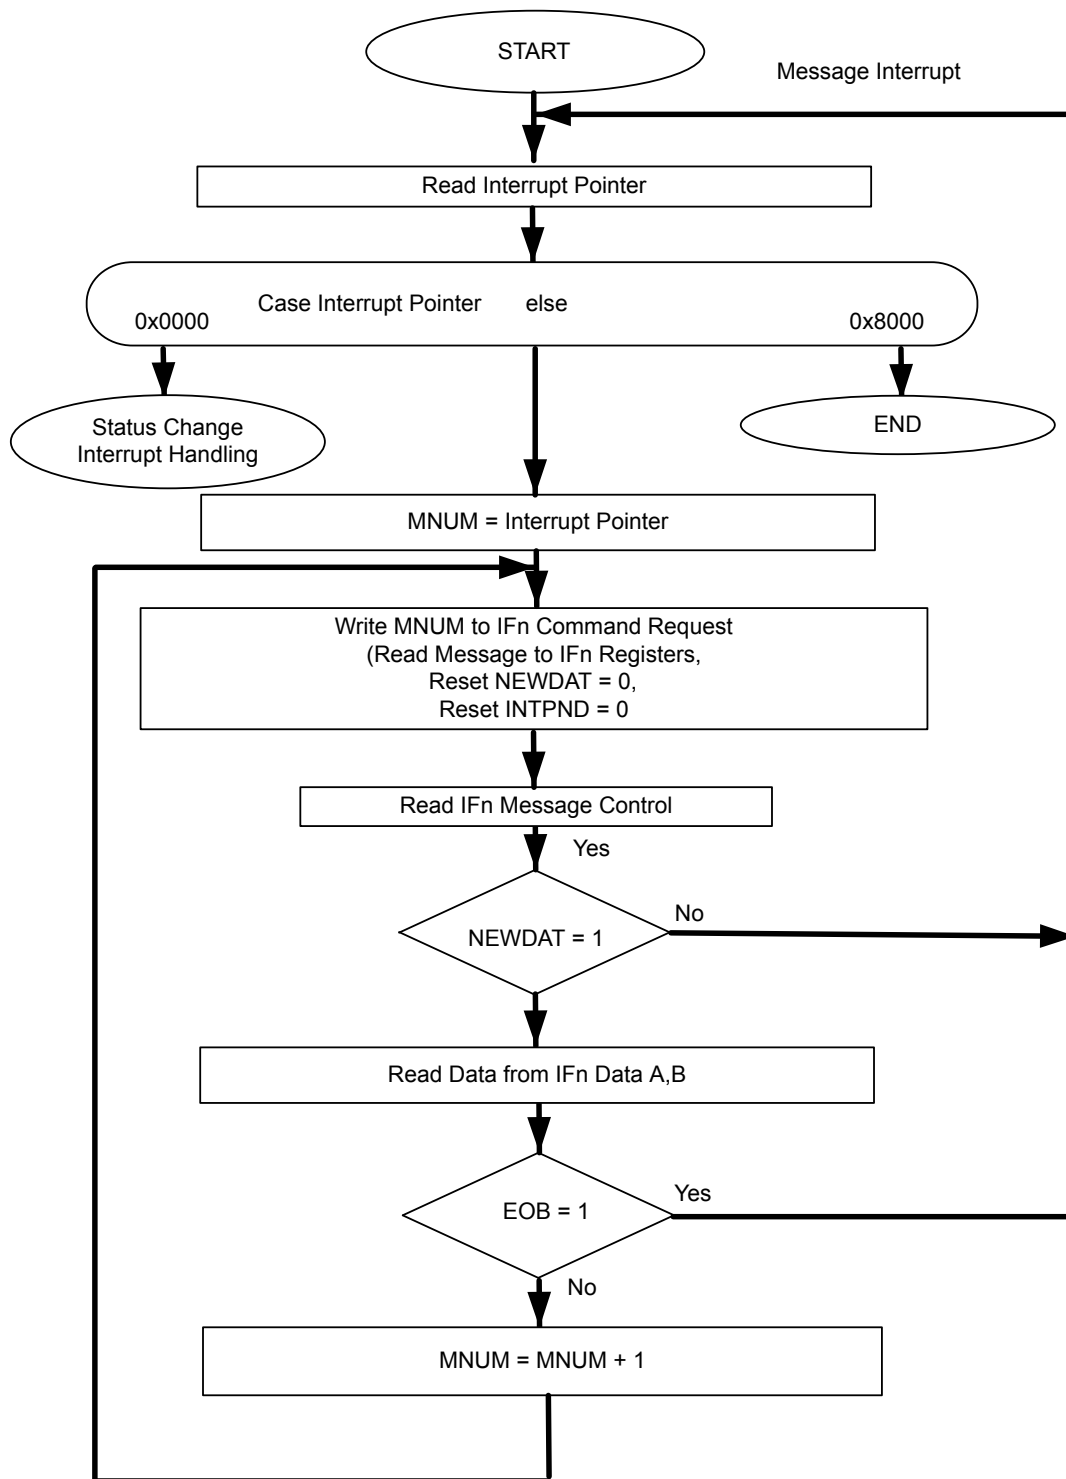 START
Message Interrupt
Read Interrupt Pointer
Case Interrupt Pointer else
0x0000
0x8000
Status Change
Interrupt Handling
END
MNUM = Interrupt Pointer
Write MNUM to IFn Command Request
(Read Message to IFn Registers,
Reset NEWDAT = 0,
Reset INTPND = 0
Read IFn Message Control
Yes
No
NEWDAT = 1
Read Data from IFn Data A,B
Yes
EOB = 1
No
MNUM = MNUM + 1